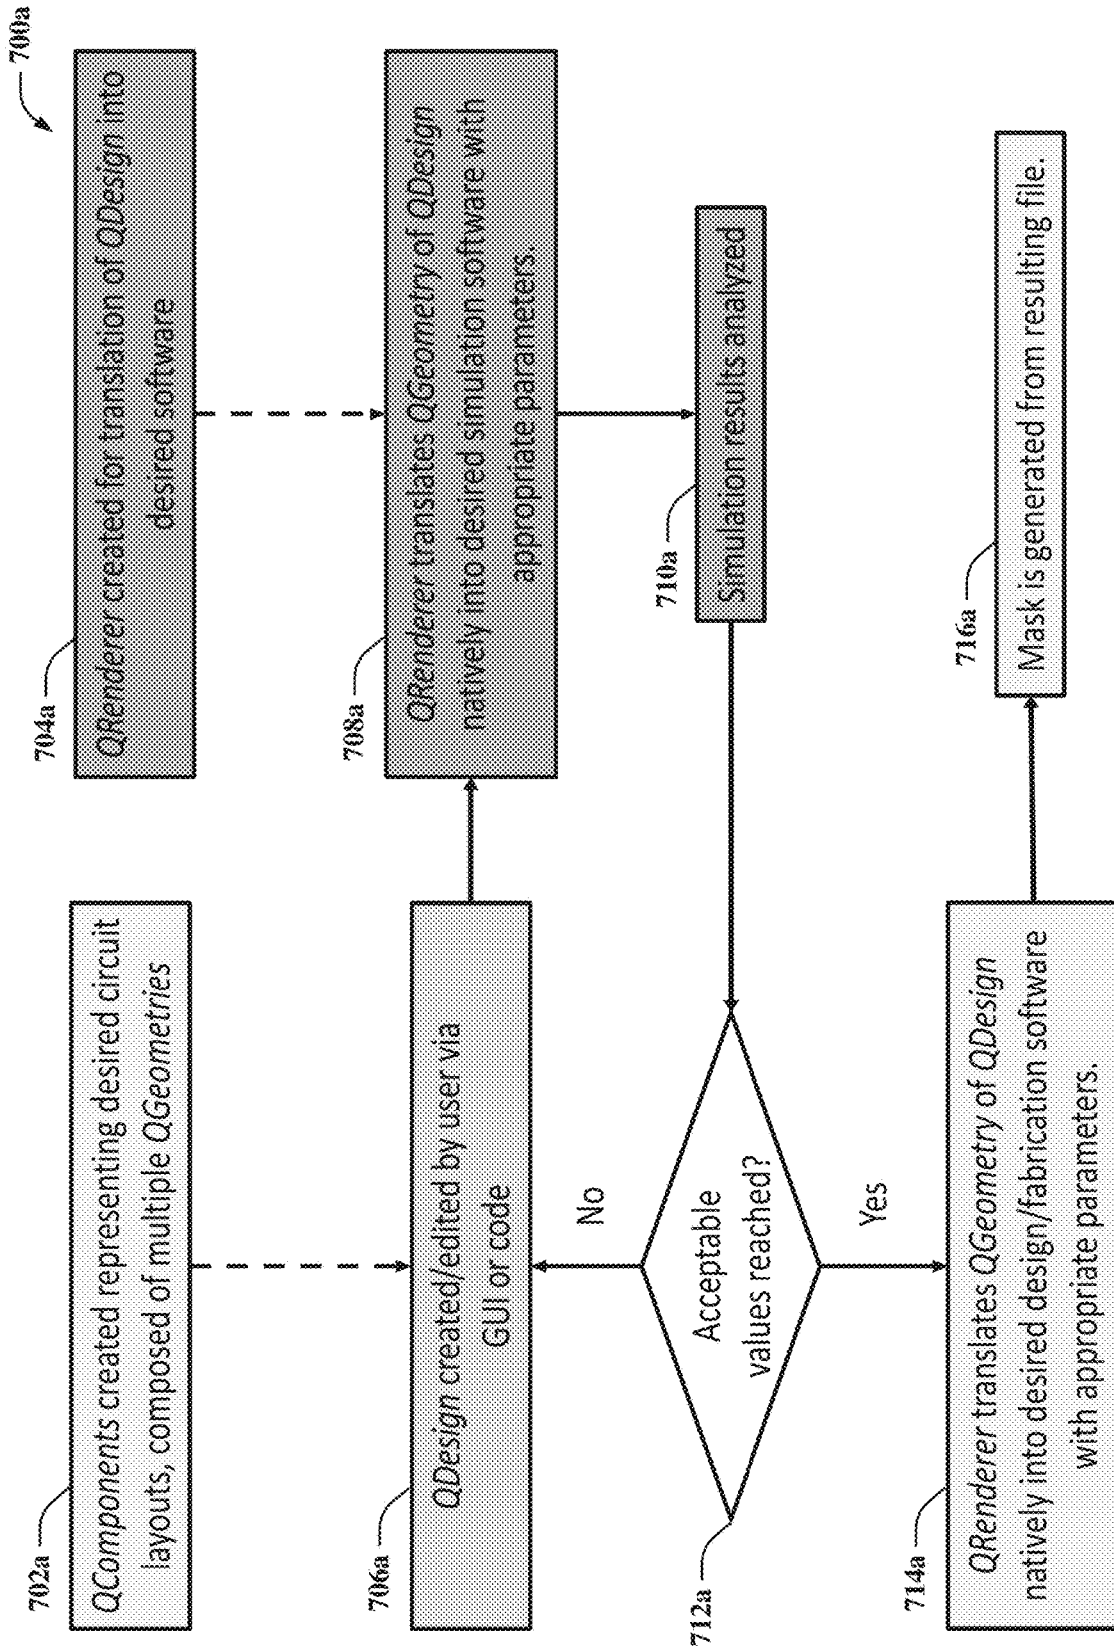 700a
702a
QComponents created representing desired circuit
layouts, composed of multiple QGeometries
704a
QRenderer created for translation of QDesign into
desired software
706a
QDesign created/edited by user via
GUI or code
708a
QRenderer translates QGeometry of QDesign
natively into desired simulation software with
appropriate parameters.
710a
Simulation results analyzed
712a
Acceptable
values reached?
No
Yes
714a
QRenderer translates QGeometry of QDesign
natively into desired design/fabrication software
with appropriate parameters.
716a
Mask is generated from resulting file.